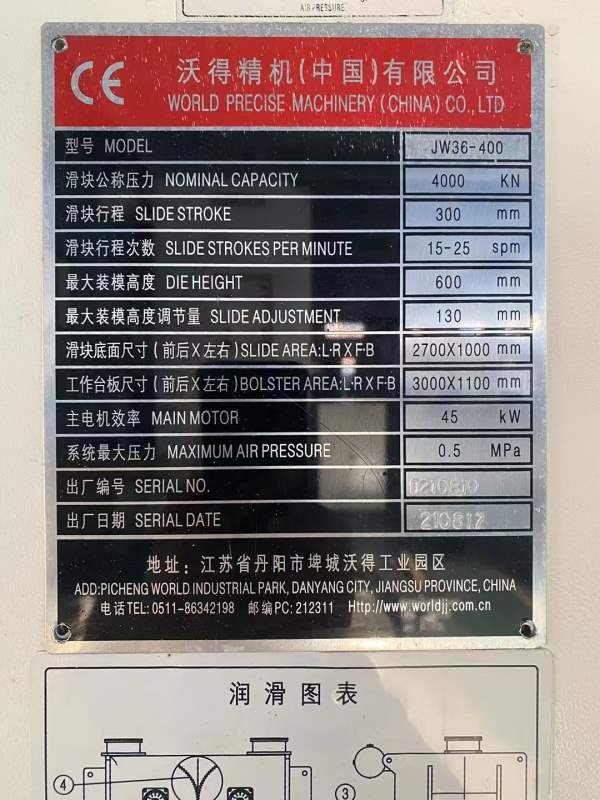 AIR PRESSURE
CE
沃得精机(中国)有限公司
WORLD PRECISE MACHINERY (CHINA) CO., LTD
型号 MODEL JW36-400
滑块公称压力 NOMINAL CAPACITY 4000 KN
滑块行程 SLIDE STROKE 300 mm
滑块行程次数 SLIDE STROKES PER MINUTE 15-25 spm
最大装模高度 DIE HEIGHT 600 mm
最大装模高度调节量 SLIDE ADJUSTMENT 130 mm
滑块底面尺寸(前后X左右)SLIDE AREA:L·R X F·B 2700X1000 mm
工作台板尺寸(前后X左右)BOLSTER AREA:L·R X F·B 3000X1100 mm
主电机效率 MAIN MOTOR 45 kW
系统最大压力 MAXIMUM AIR PRESSURE 0.5 MPa
出厂编号 SERIAL NO.
出厂日期 SERIAL DATE 210817
地址: 江苏省丹阳市埤城沃得工业园区
ADD:PICHENG WORLD INDUSTRIAL PARK, DANYANG CITY, JIANGSU PROVINCE, CHINA
电话TEL: 0511-86342198 邮编PC: 212311 Http://www.worldjj.com.cn
润滑图表
4
3